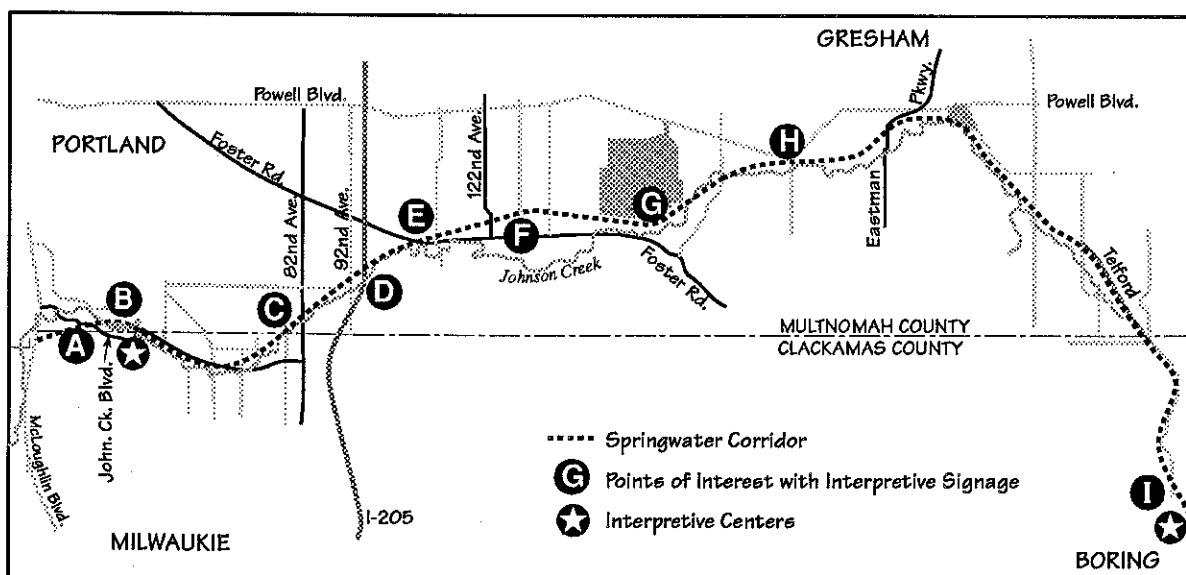 GRESHAM
Pkwy.
Powell Blvd.
Powell Blvd.
PORTLAND
Foster Rd.
82nd Ave.
92nd Ave.
122nd Ave.
H
G
E
F
Eastman
Johnson Creek
Foster Rd.
Telford
B
C
D
A
MULTNOMAH COUNTY
CLACKAMAS COUNTY
John. Ck. Blvd.
McLoughlin Blvd.
Springwater Corridor
G Points of Interest with Interpretive Signage
Interpretive Centers
I-205
I
MILWAUKIE
BORING